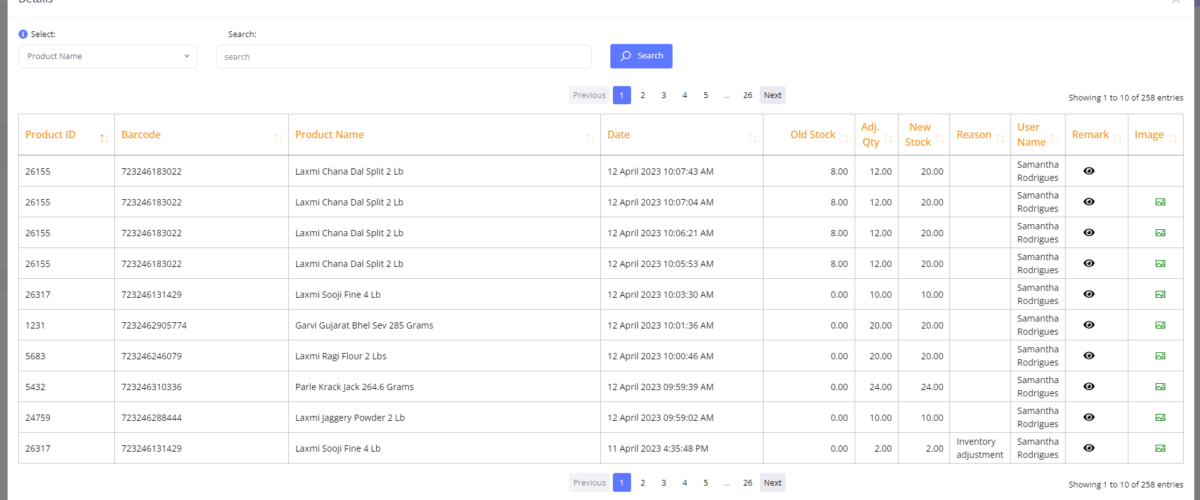 Details
Select:
Search:
Product Name
search
Search
Previous 1 2 3 4 5 ... 26 Next
Showing 1 to 10 of 258 entries
Product ID Barcode Product Name Date Old Stock Adj. Qty New Stock Reason User Name Remark Image
26155 723246183022 Laxmi Chana Dal Split 2 Lb 12 April 2023 10:07:43 AM 8.00 12.00 20.00 Samantha Rodrigues
26155 723246183022 Laxmi Chana Dal Split 2 Lb 12 April 2023 10:07:04 AM 8.00 12.00 20.00 Samantha Rodrigues
26155 723246183022 Laxmi Chana Dal Split 2 Lb 12 April 2023 10:06:21 AM 8.00 12.00 20.00 Samantha Rodrigues
26155 723246183022 Laxmi Chana Dal Split 2 Lb 12 April 2023 10:05:53 AM 8.00 12.00 20.00 Samantha Rodrigues
26317 723246131429 Laxmi Sooji Fine 4 Lb 12 April 2023 10:03:30 AM 0.00 10.00 10.00 Samantha Rodrigues
1231 7232462905774 Garvi Gujarat Bhel Sev 285 Grams 12 April 2023 10:01:36 AM 0.00 20.00 20.00 Samantha Rodrigues
5683 723246246079 Laxmi Ragi Flour 2 Lbs 12 April 2023 10:00:46 AM 0.00 20.00 20.00 Samantha Rodrigues
5432 723246310336 Parle Krack Jack 264.6 Grams 12 April 2023 09:59:39 AM 0.00 24.00 24.00 Samantha Rodrigues
24759 723246288444 Laxmi Jaggery Powder 2 Lb 12 April 2023 09:59:02 AM 0.00 10.00 10.00 Samantha Rodrigues
26317 723246131429 Laxmi Sooji Fine 4 Lb 11 April 2023 4:35:48 PM 0.00 2.00 2.00 Inventory adjustment Samantha Rodrigues
Previous 1 2 3 4 5 ... 26 Next
Showing 1 to 10 of 258 entries